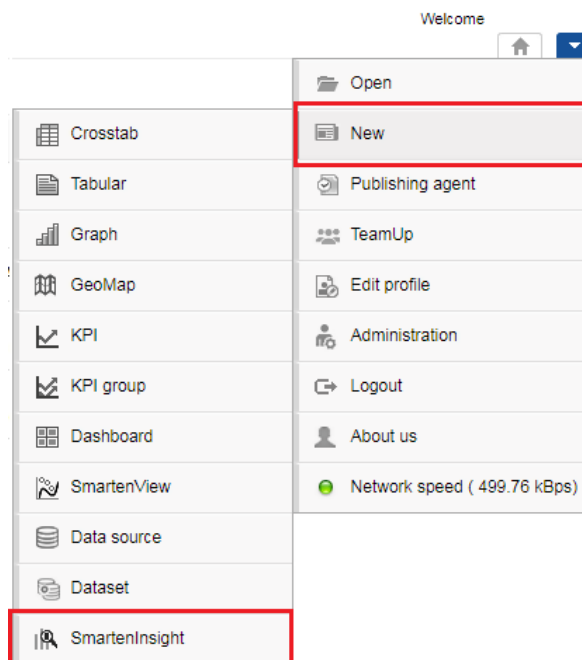 Welcome
Open
New
Publishing agent
TeamUp
Edit profile
Administration
Logout
About us
Network speed ( 499.76 kBps)
Crosstab
Tabular
Graph
GeoMap
KPI
KPI group
Dashboard
SmartenView
Data source
Dataset
SmartenInsight